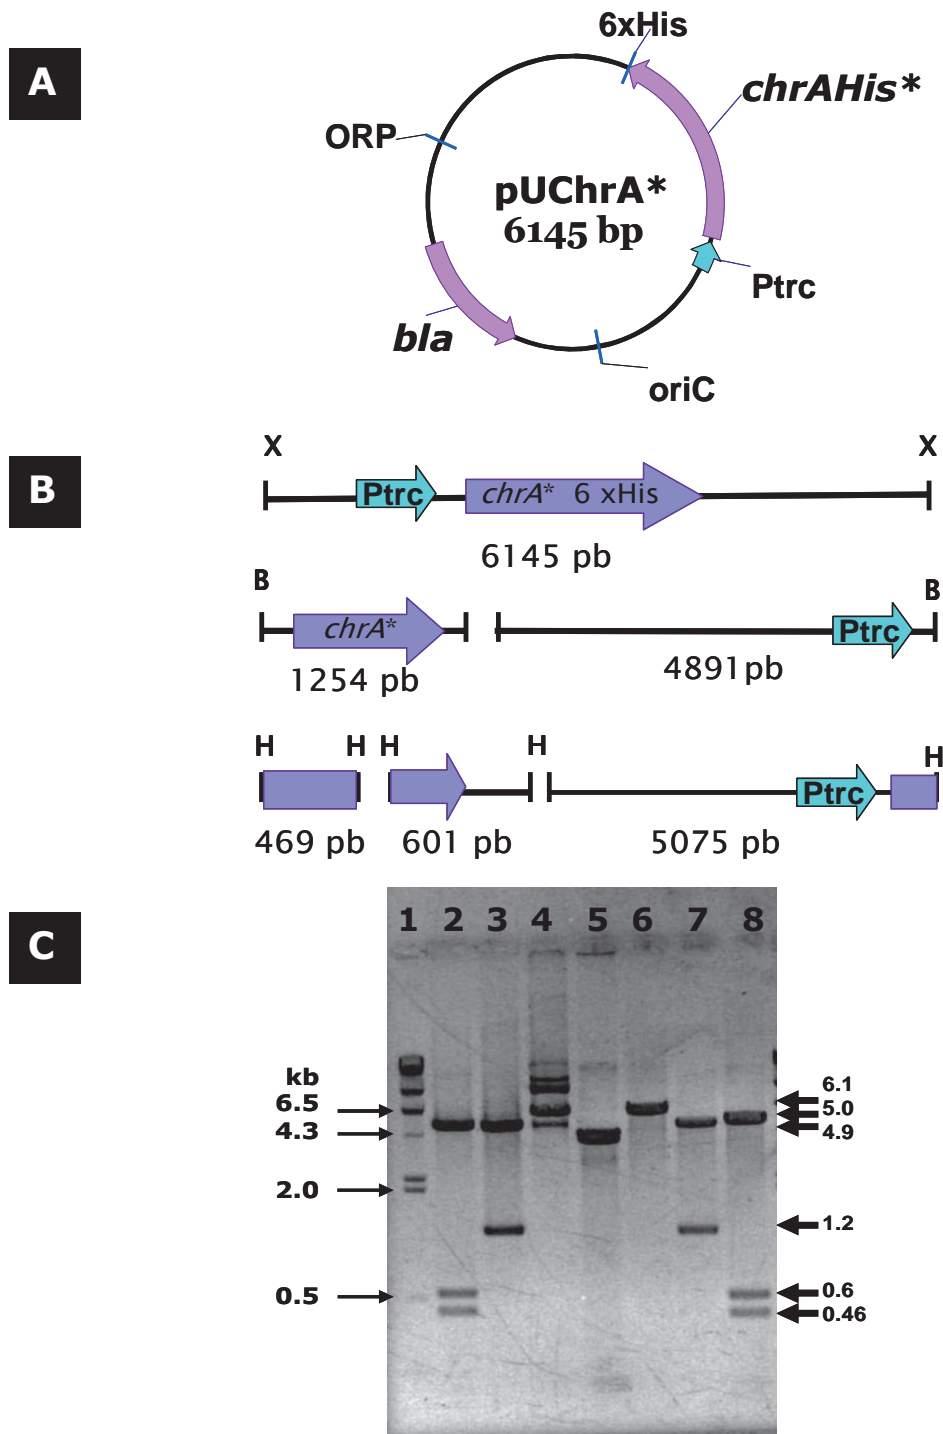 A
6xHis
chrAHis*
ORP
pUChrA*
6145 bp
Ptrc
bla
oriC
B
X
X
Ptrc
chrA* 6 xHis
6145 pb
B
B
chrA*
Ptrc
1254 pb
4891pb
H
H
H
H
H
Ptrc
469 pb
601 pb
5075 pb
C
1 2 3 4 5 6 7 8
kb
6.5
4.3
2.0
0.5
6.1
5.0
4.9
1.2
0.6
0.46